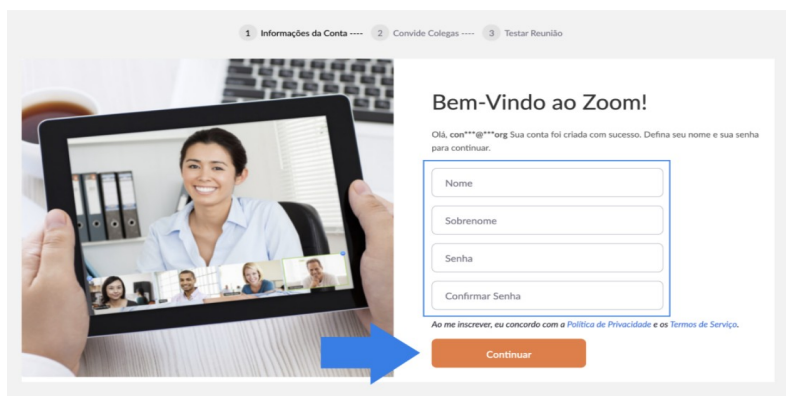 1 Informações da Conta ---- 2 Convide Colegas ---- 3 Testar Reunião
Bem-Vindo ao Zoom!
Olá, con***@***org Sua conta foi criada com sucesso. Defina seu nome e sua senha
para continuar.
Nome
Sobrenome
Senha
Confirmar Senha
Ao me inscrever, eu concordo com a Política de Privacidade e os Termos de Serviço.
Continuar